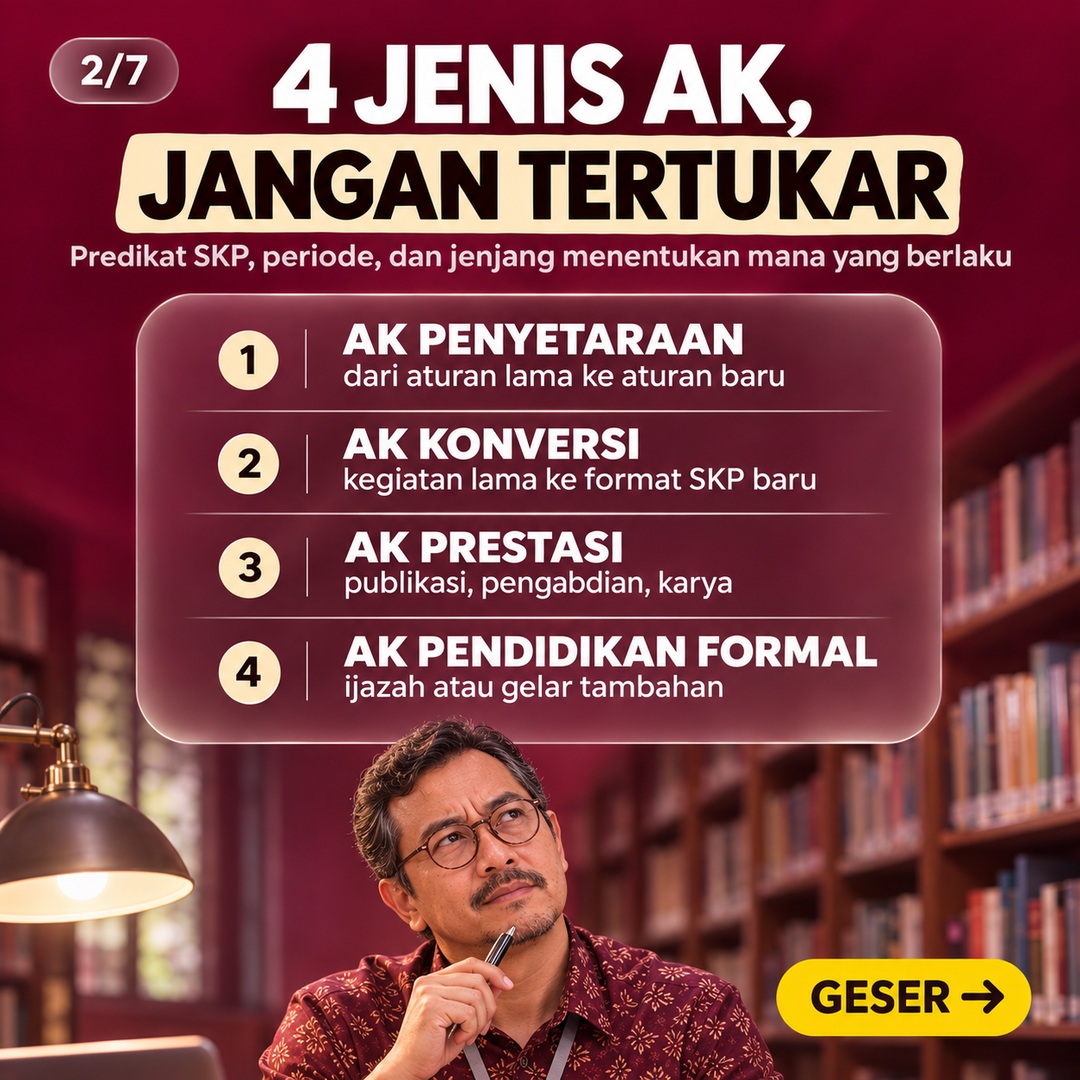 2/7
4 JENIS AK,
JANGAN TERTUKAR
Predikat SKP, periode, dan jenjang menentukan mana yang berlaku
1
AK PENYETARAAN
dari aturan lama ke aturan baru
2
AK KONVERSI
kegiatan lama ke format SKP baru
3
AK PRESTASI
publikasi, pengabdian, karya
4
AK PENDIDIKAN FORMAL
ijazah atau gelar tambahan
GESER →